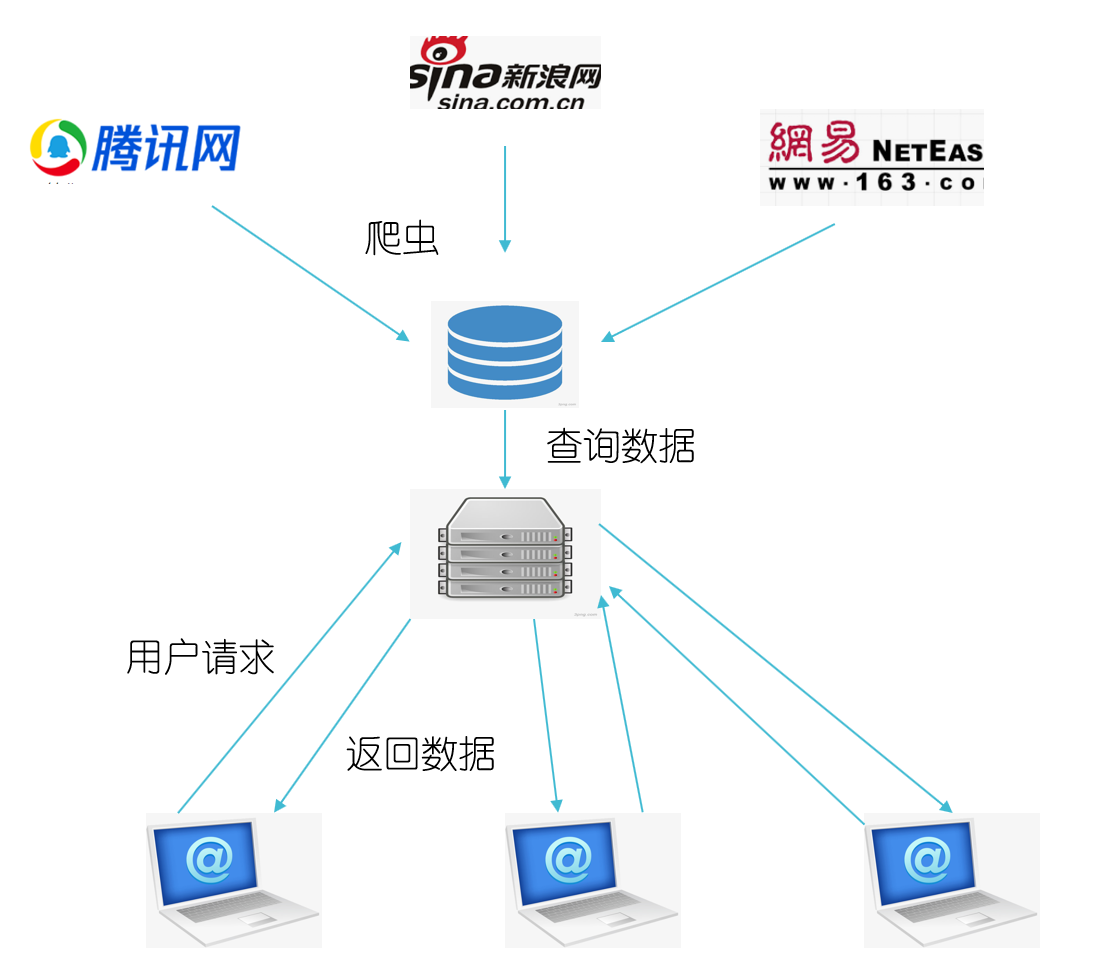 sina新浪网
sina.com.cn
腾讯网
網易 NETEAS
www.163.co
爬虫
查询数据
用户请求
返回数据
@
@
@